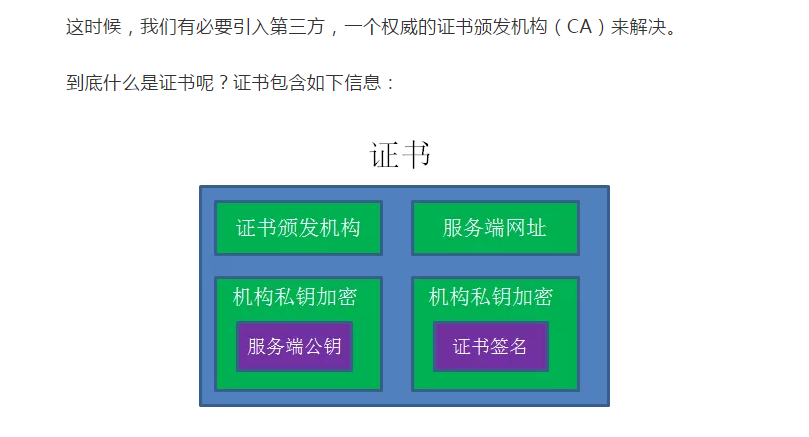 这时候，我们有必要引入第三方，一个权威的证书颁发机构（CA）来解决。
到底什么是证书呢？证书包含如下信息：
证书
证书颁发机构
服务端网址
机构私钥加密
服务端公钥
机构私钥加密
证书签名